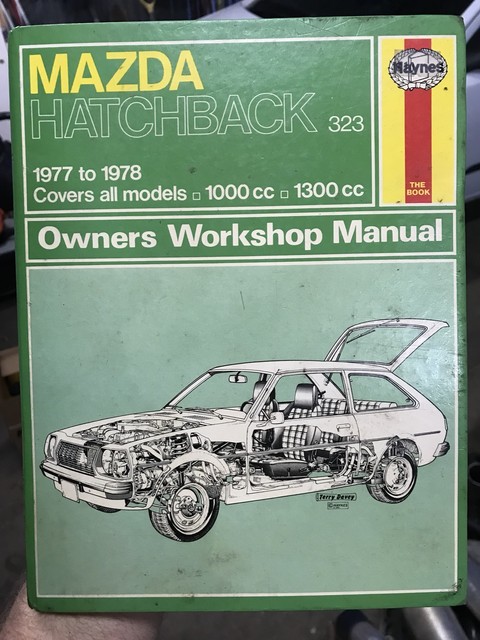 MAZDA
HATCHBACK 323
Haynes
1977 to 1978
Covers all models □ 1000 cc □ 1300 cc
THE
BOOK
Owners Workshop Manual
Terry Davey
© HAYNES